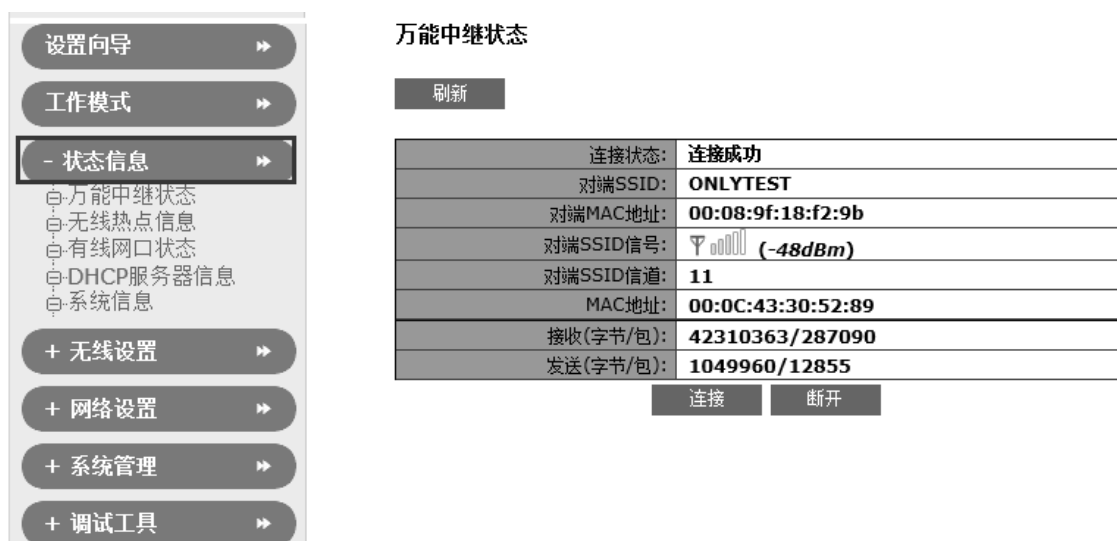 设置向导
工作模式
- 状态信息
万能中继状态
无线热点信息
有线网口状态
DHCP服务器信息
系统信息
+ 无线设置
+ 网络设置
+ 系统管理
+ 调试工具
万能中继状态
刷新
连接状态: 连接成功
对端SSID: ONLYTEST
对端MAC地址: 00:08:9f:18:f2:9b
对端SSID信号: (-48dBm)
对端SSID信道: 11
MAC地址: 00:0C:43:30:52:89
接收(字节/包): 42310363/287090
发送(字节/包): 1049960/12855
连接 断开